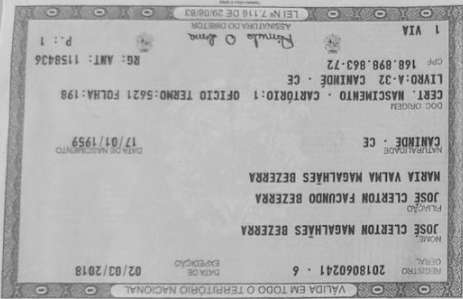 VÁLIDA EM TODO O TERRITÓRIO NACIONAL
REGISTRO GERAL 2018060241 - 6 DATA DE EXPEDIÇÃO 02/03/2018
NOME
JOSÉ CLERTON MAGALHÃES BEZERRA
FILIAÇÃO
JOSÉ CLERTON FACUNDO BEZERRA
MARIA VALMA MAGALHÃES BEZERRA
NATURALIDADE DATA DE NASCIMENTO
CANINDÉ - CE 17/01/1959
DOC. ORIGEM
CERT. NASCIMENTO - CARTÓRIO:1 OFICIO TERMO:5621 FOLHA:198
LIVRO:A-32 CANINDÉ - CE
CPF 168.898.863-72 RG: ANT: 1158436
1 VIA P.: 1
ASSINATURA DO DIRETOR
LEI Nº 7.116 DE 29/08/83